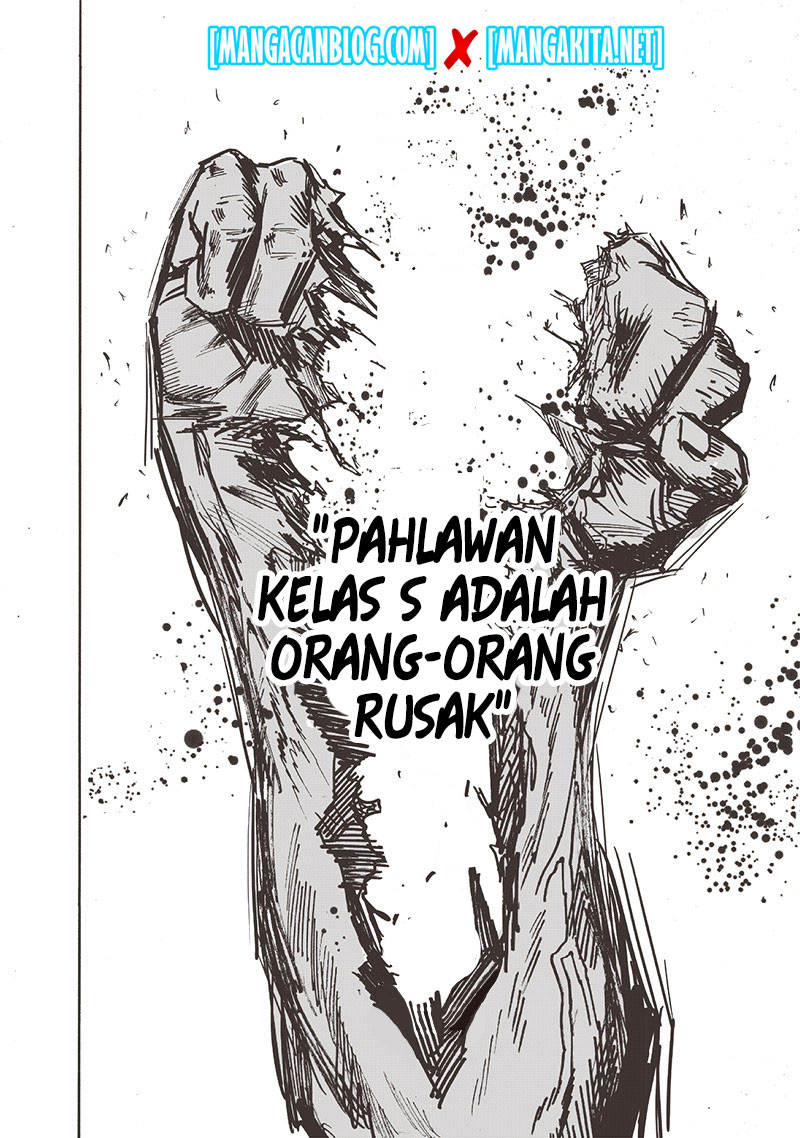 [MANGACANBLOG.COM] X [MANGAKITA.NET]
"PAHLAWAN
KELAS S ADALAH
ORANG-ORANG
RUSAK"